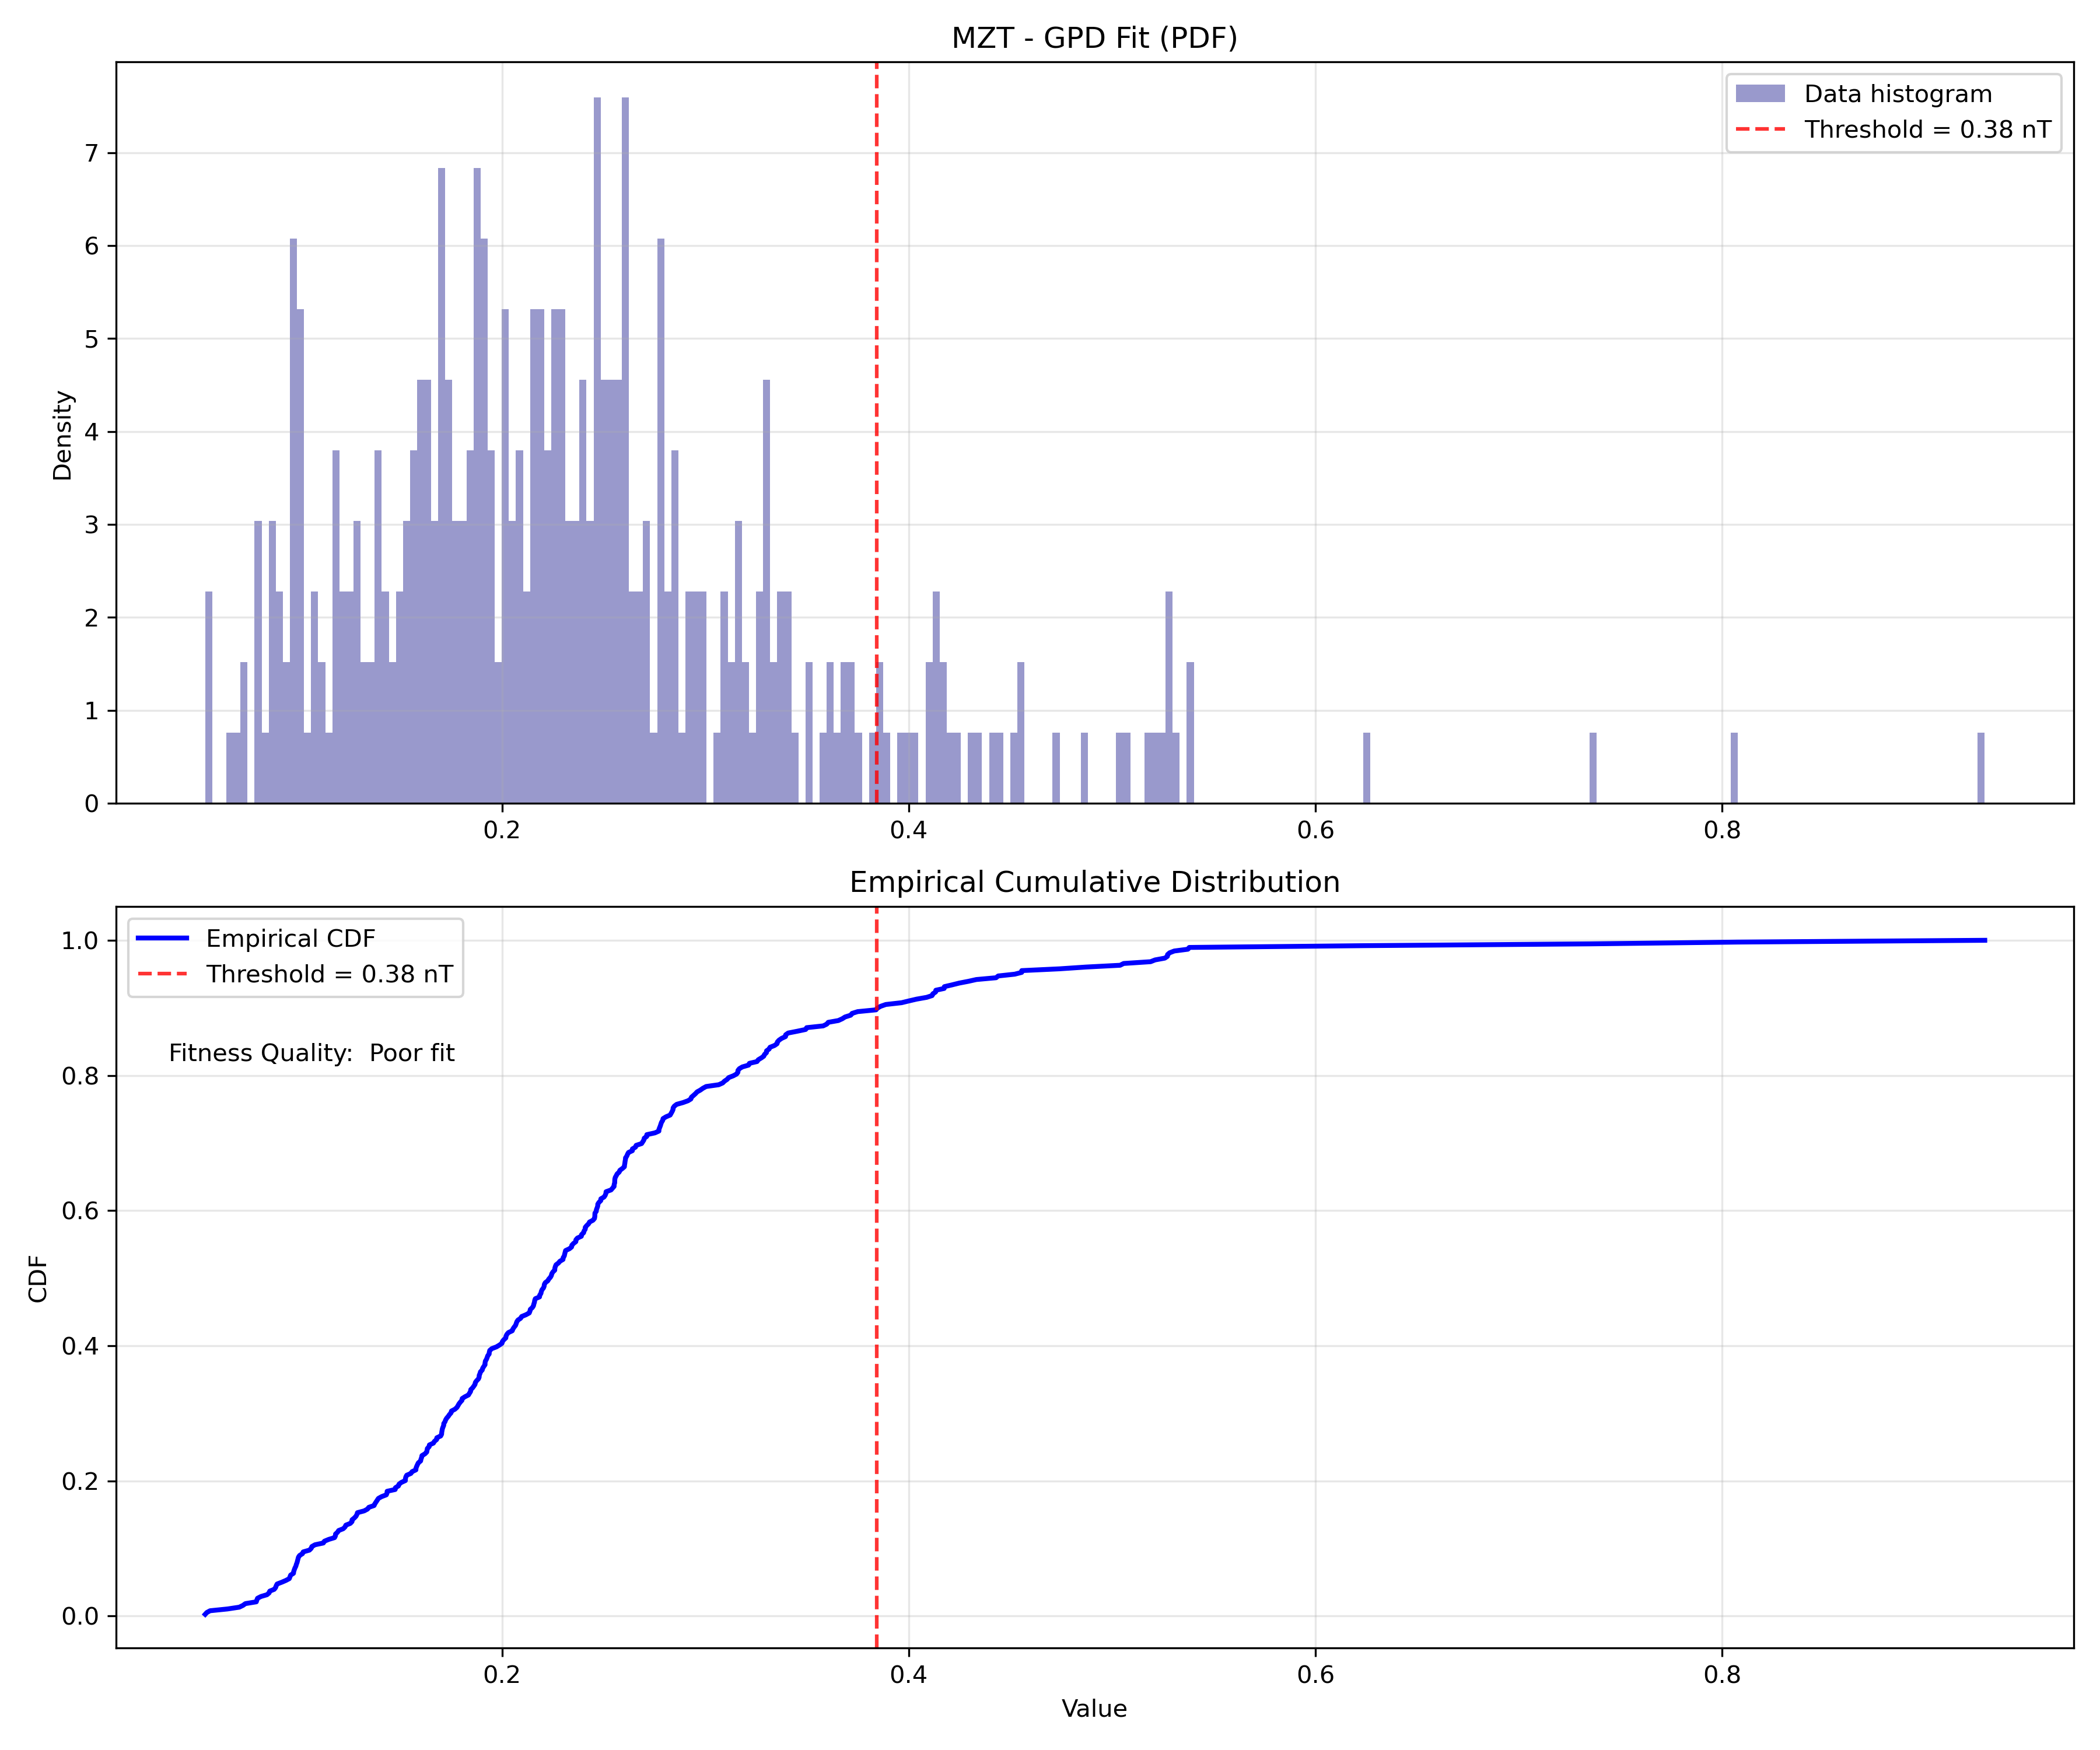 MZT - GPD Fit (PDF)
Data histogram
Threshold = 0.38 nT
Density
7
6
5
4
3
2
1
0
0.2 0.4 0.6 0.8
Empirical Cumulative Distribution
Empirical CDF
Threshold = 0.38 nT
Fitness Quality: Poor fit
CDF
1.0
0.8
0.6
0.4
0.2
0.0
0.2 0.4 0.6 0.8
Value